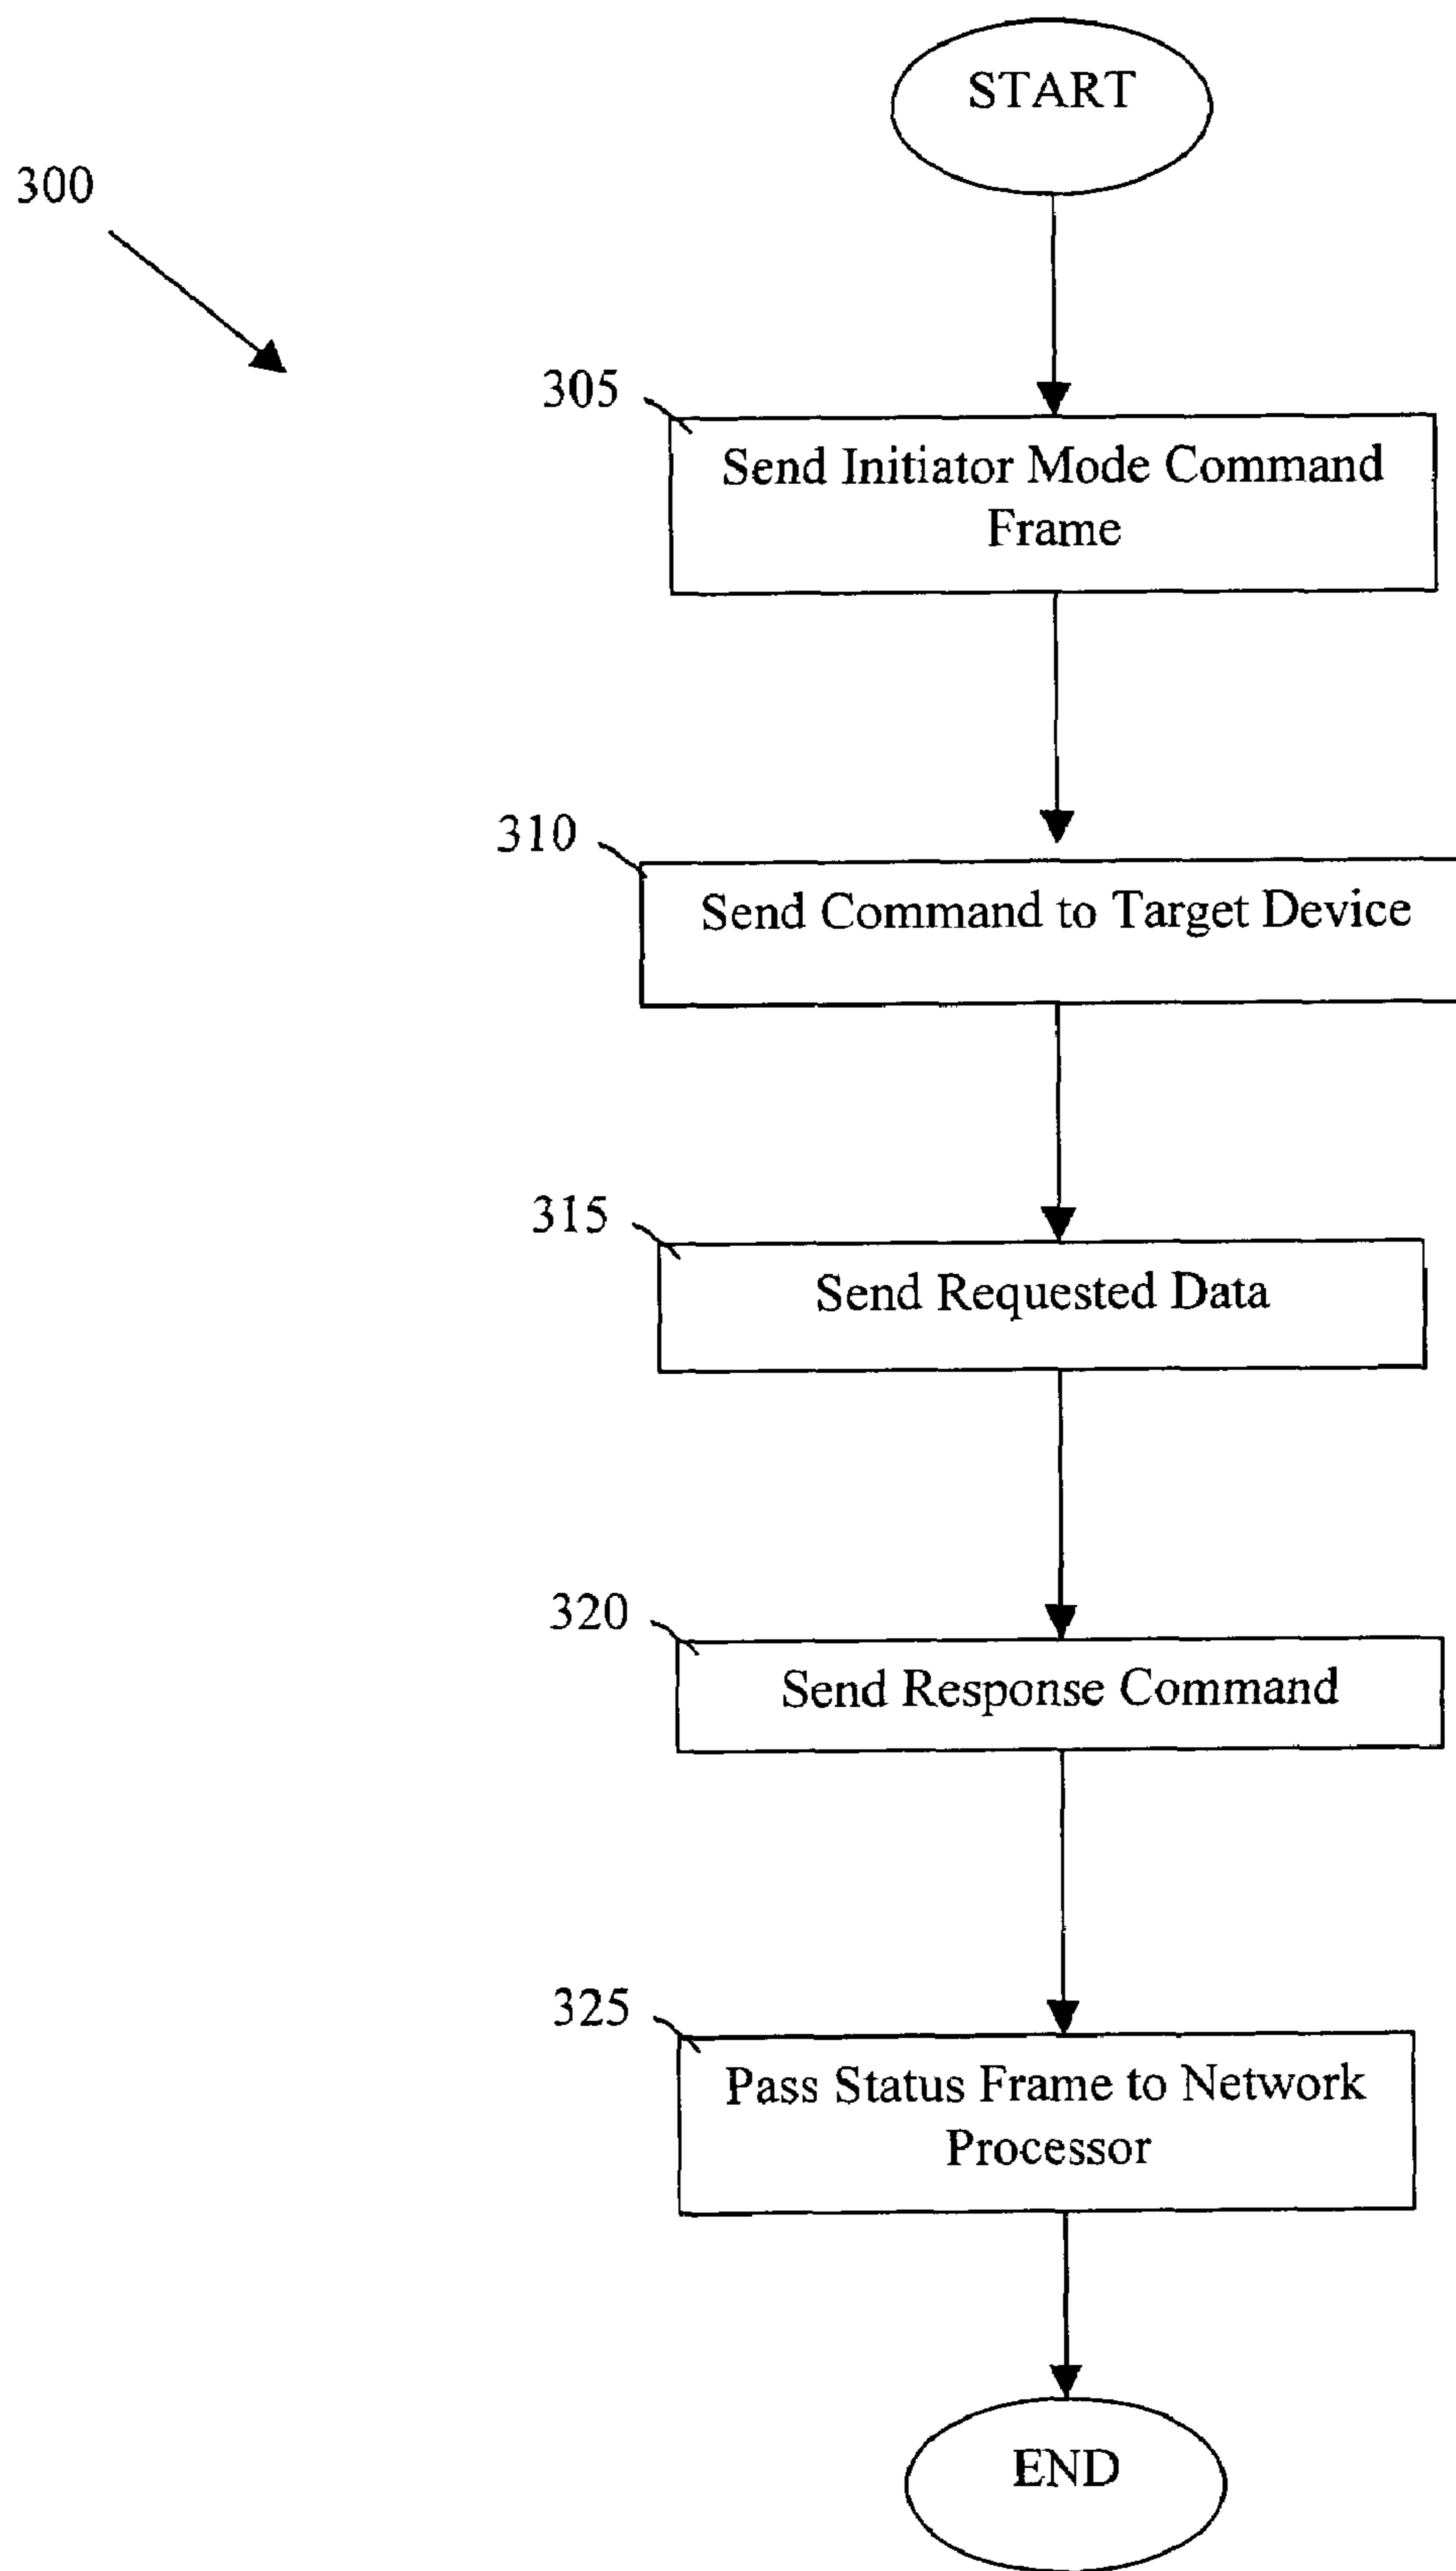 START
300
305
Send Initiator Mode Command
Frame
310
Send Command to Target Device
315
Send Requested Data
320
Send Response Command
325
Pass Status Frame to Network
Processor
END